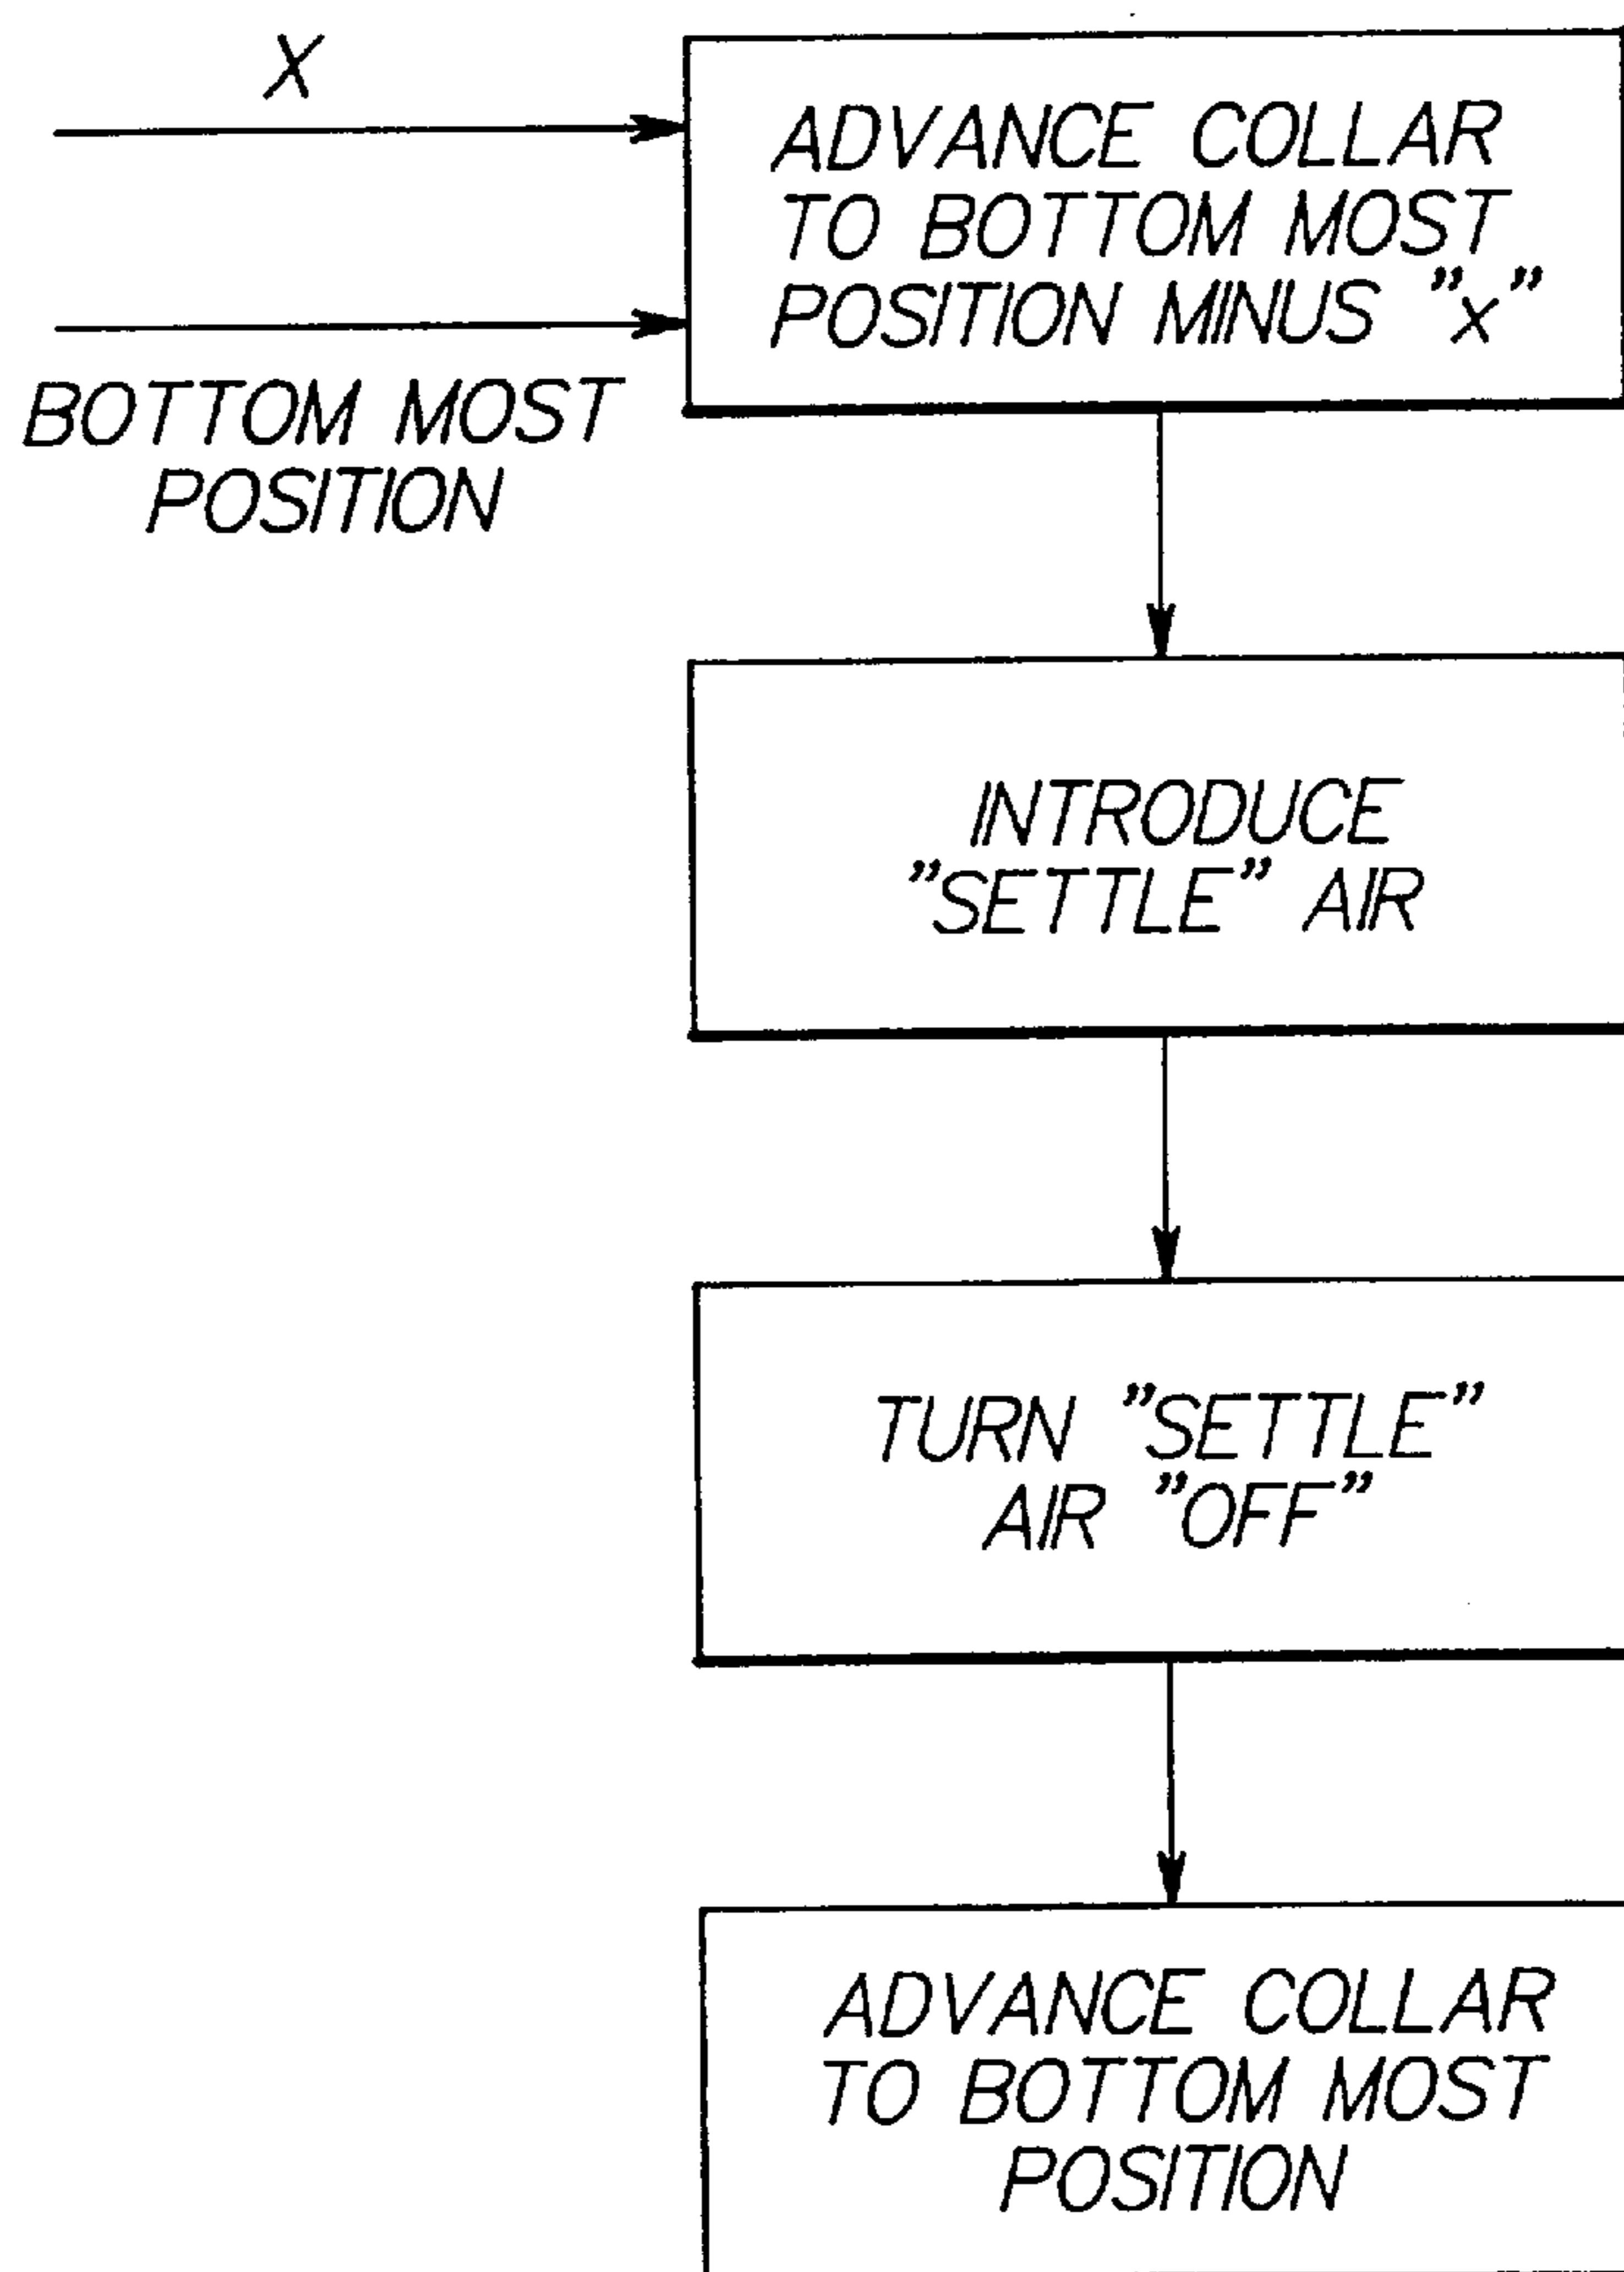 X
ADVANCE COLLAR
TO BOTTOM MOST
POSITION MINUS "x"
BOTTOM MOST
POSITION
INTRODUCE
"SETTLE" AIR
TURN "SETTLE"
AIR "OFF"
ADVANCE COLLAR
TO BOTTOM MOST
POSITION